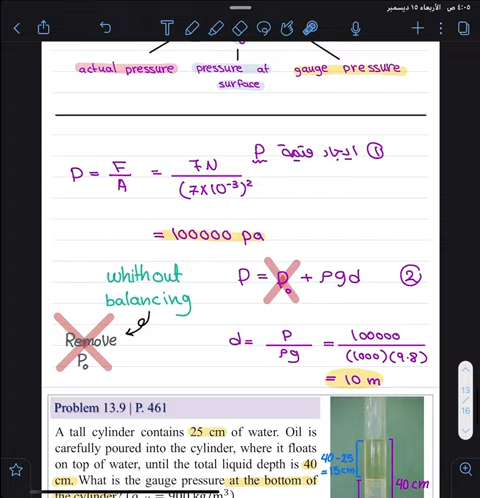 ٤:٠٥ ص الأربعاء ١٥ ديسمبر
actual pressure
pressure at surface
gauge pressure
① ايجاد قيمة P
P = F/A = 7N/(7x10⁻³)²
= 100000 pa
whithout balancing
P = P₀ + ρgd ②
Remove P₀
d = P/ρg = 100000/(1000)(9.8)
= 10 m
13
/
16
Problem 13.9 | P. 461
A tall cylinder contains 25 cm of water. Oil is
carefully poured into the cylinder, where it floats
on top of water, until the total liquid depth is 40
cm. What is the gauge pressure at the bottom of
40-25
=15cm
40 cm